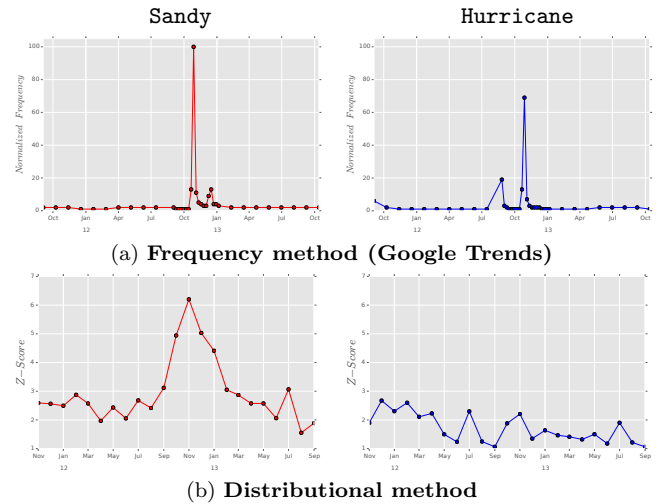 Sandy Hurricane
Normalized Frequency
100
80
60
40
20
0
Oct Jan Apr Jul Oct Jan Apr Jul Oct
12 13
Normalized Frequency
100
80
60
40
20
0
Oct Jan Apr Jul Oct Jan Apr Jul Oct
12 13
(a) Frequency method (Google Trends)
Z−Score
7
6
5
4
3
2
1
Nov Jan Mar May Jul Sep Nov Jan Mar May Jul Sep
12 13
Z−Score
7
6
5
4
3
2
1
Nov Jan Mar May Jul Sep Nov Jan Mar May Jul Sep
12 13
(b) Distributional method